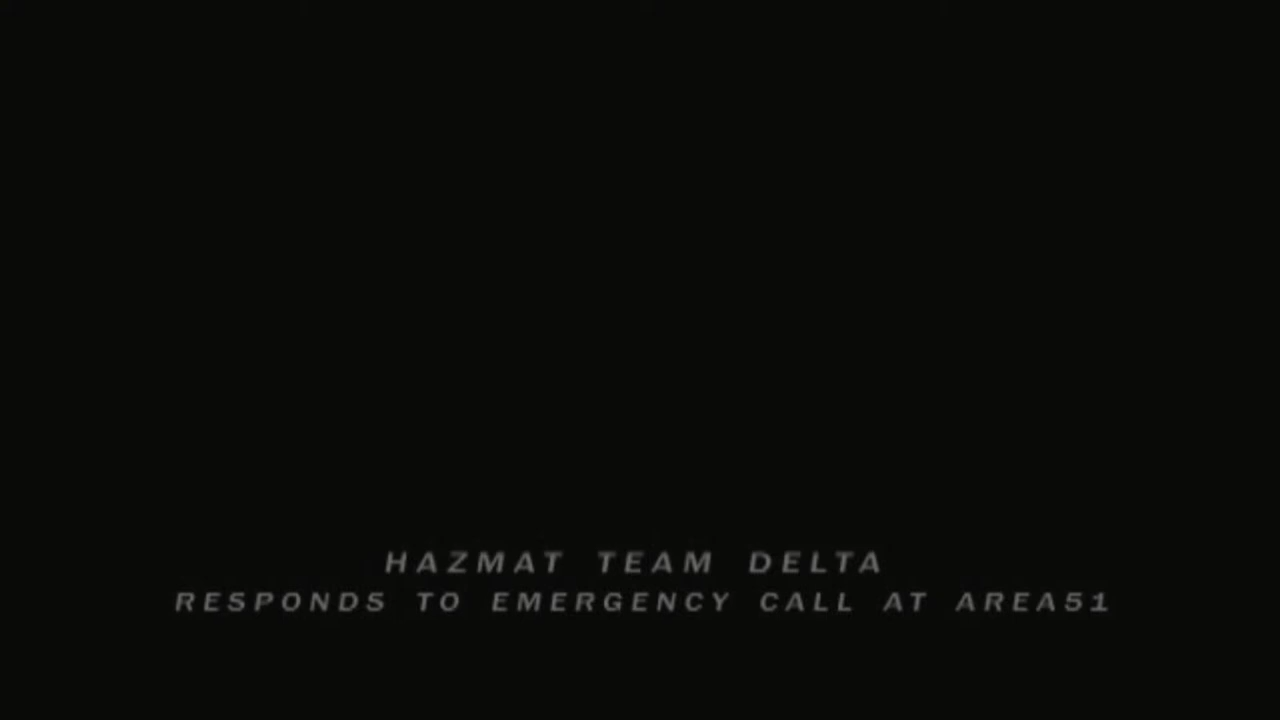 HAZMAT TEAM DELTA
RESPONDS TO EMERGENCY CALL AT AREA51